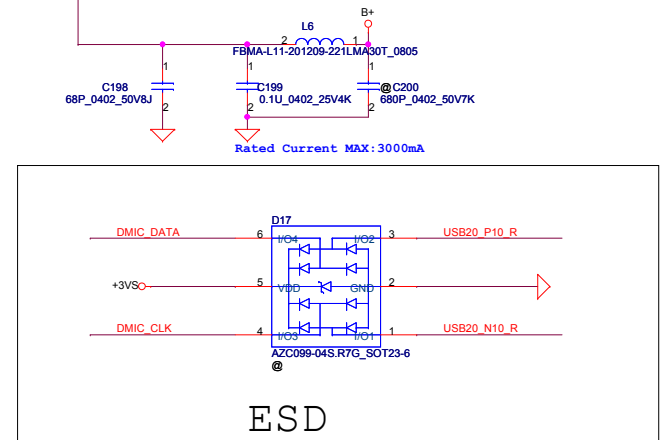 B+
L6
2 1
FBMA-L11-201209-221LMA30T_0805
1 1 1
C198 C199 @C200
68P_0402_50V8J 0.1U_0402_25V4K 680P_0402_50V7K
2 2 2
Rated Current MAX:3000mA
D17
DMIC_DATA 6 I/O4 I/O2 3 USB20_P10_R
+3VS 5 VDD GND 2
DMIC_CLK 4 I/O3 I/O1 1 USB20_N10_R
AZC099-04S.R7G_SOT23-6
@
ESD